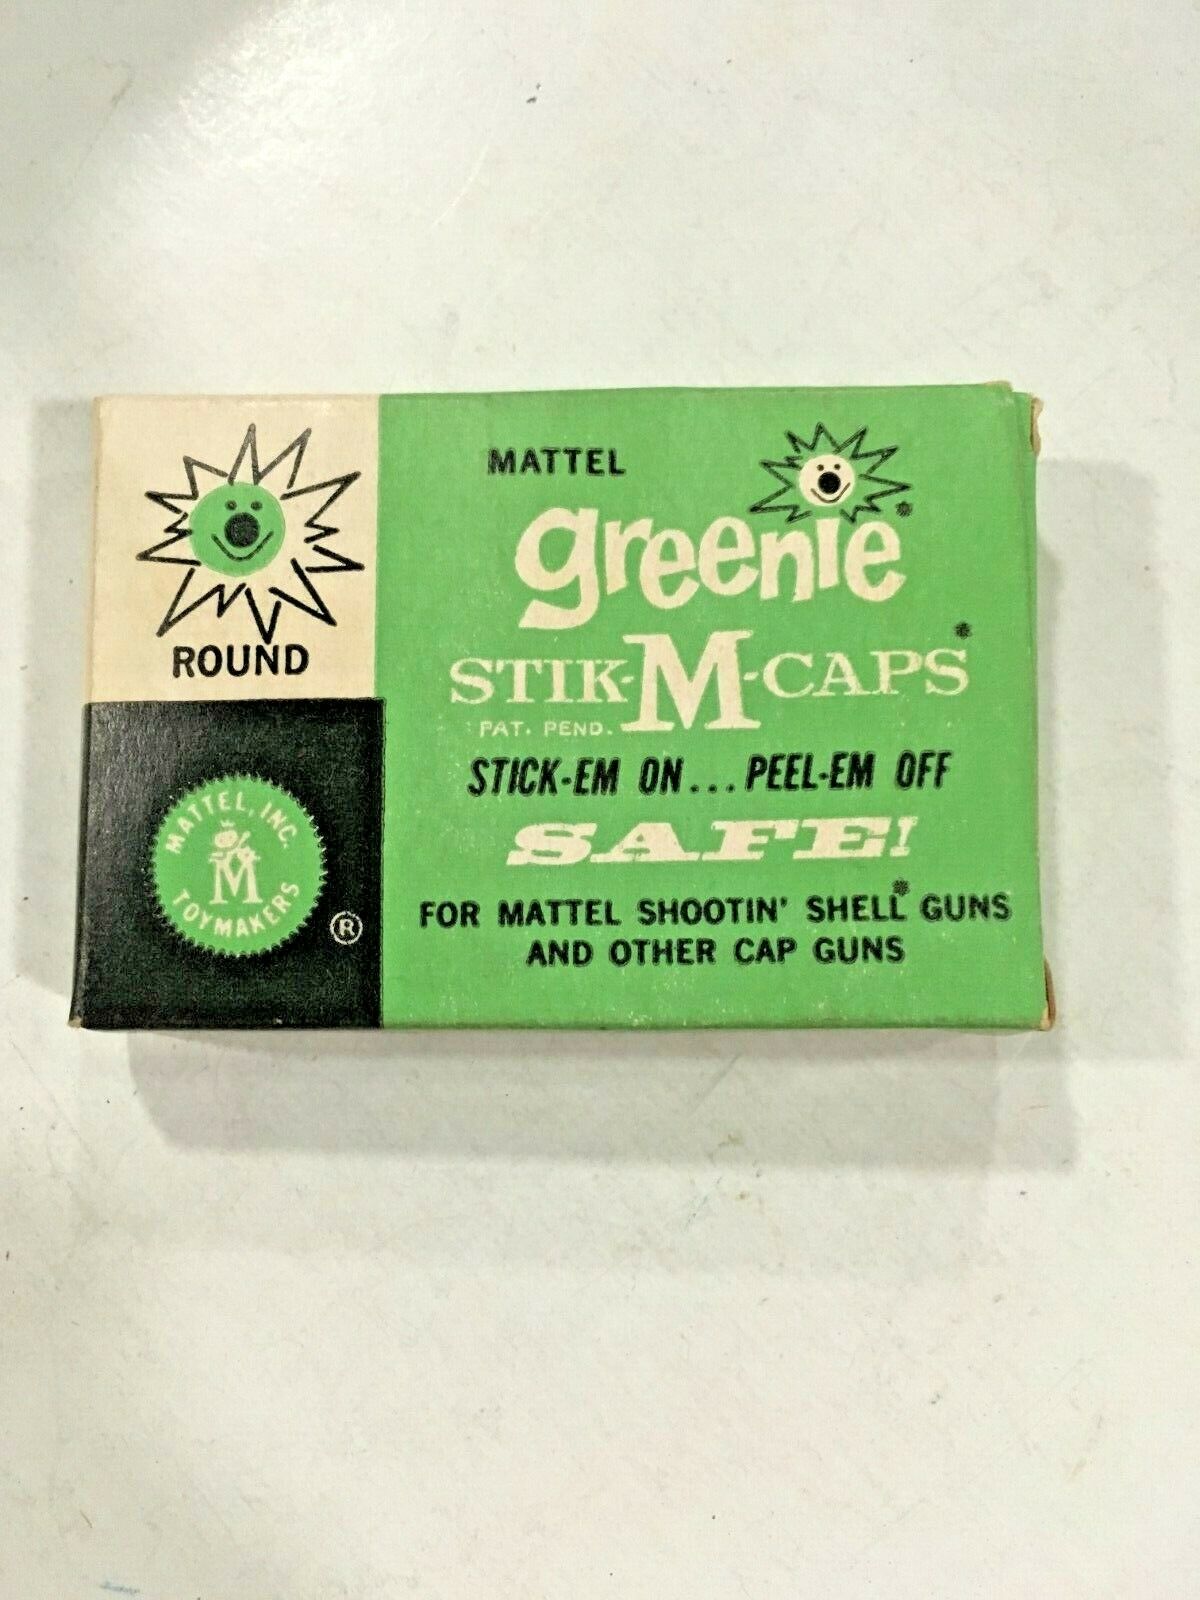 ROUND
MATTEL, INC.
M
TOYMAKERS
®
MATTEL
greenie*
STIK-M-CAPS*
PAT. PEND.
STICK-EM ON... PEEL-EM OFF
SAFE!
FOR MATTEL SHOOTIN' SHELL* GUNS
AND OTHER CAP GUNS